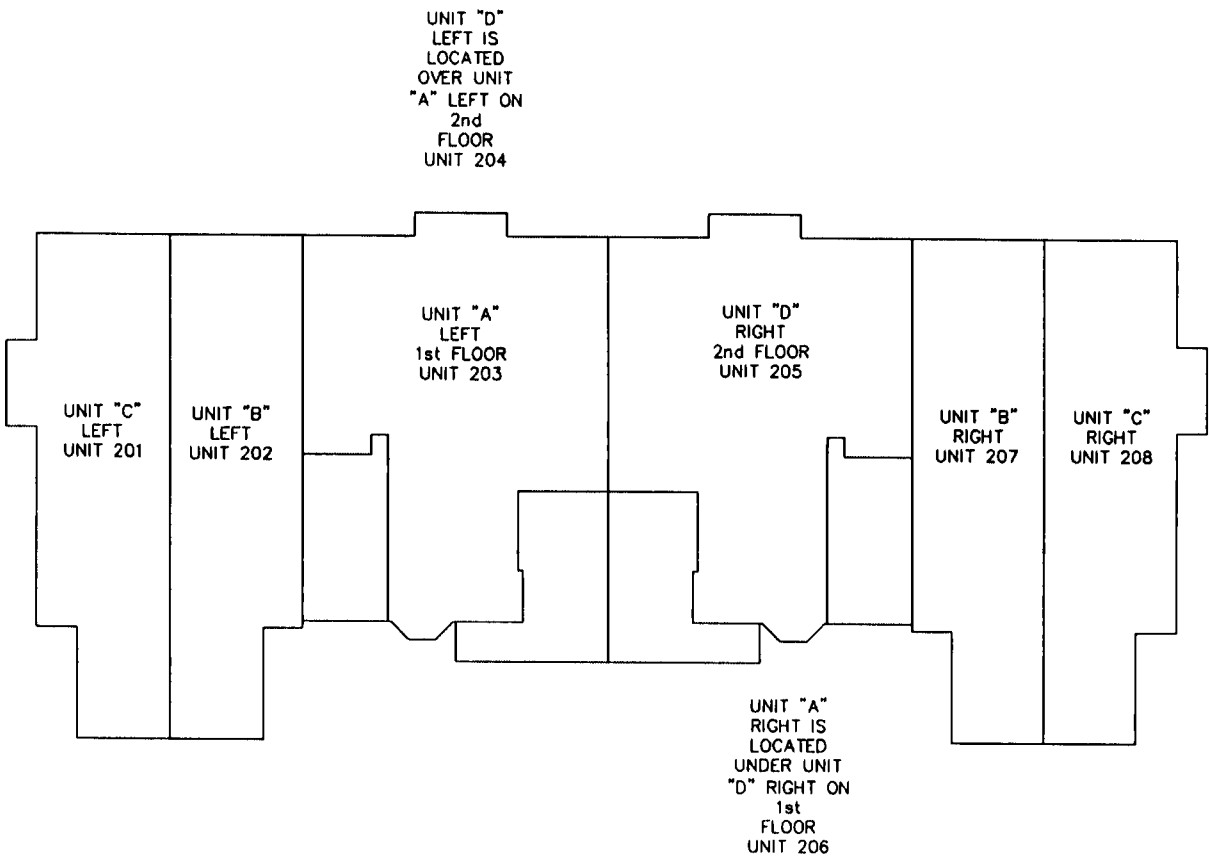 UNIT "D"
LEFT IS
LOCATED
OVER UNIT
"A" LEFT ON
2nd
FLOOR
UNIT 204
UNIT "A"
LEFT
1st FLOOR
UNIT 203
UNIT "D"
RIGHT
2nd FLOOR
UNIT 205
UNIT "C"
LEFT
UNIT 201
UNIT "B"
LEFT
UNIT 202
UNIT "B"
RIGHT
UNIT 207
UNIT "C"
RIGHT
UNIT 208
UNIT "A"
RIGHT IS
LOCATED
UNDER UNIT
"D" RIGHT ON
1st
FLOOR
UNIT 206